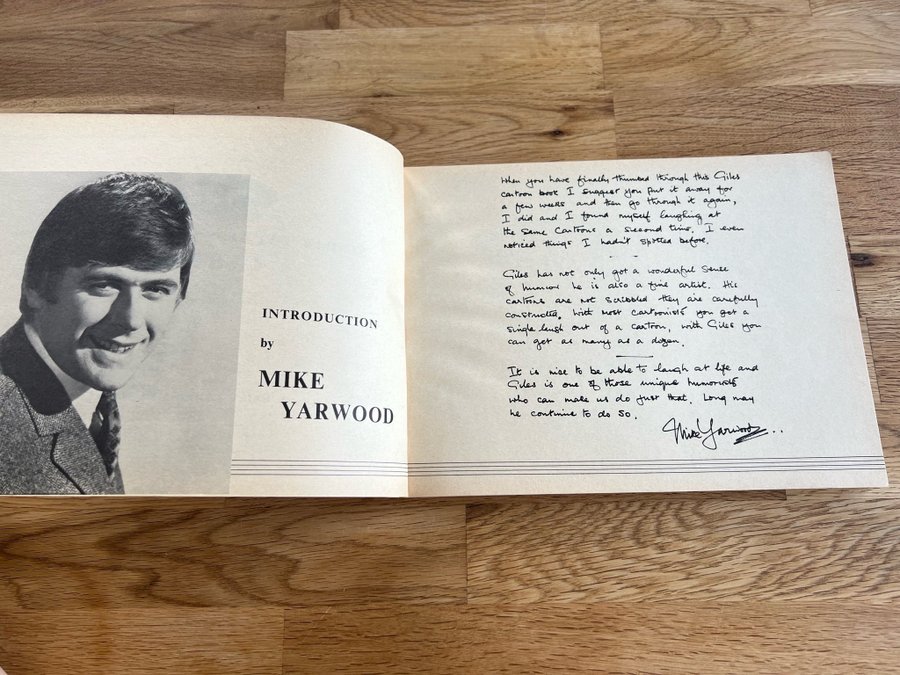 INTRODUCTION
by
MIKE
YARWOOD
When you have finally thumbed through this Giles
cartoon book I suggest you put it away for
a few weeks and then go through it again,
I did and I found myself laughing at
the same cartoons a second time. I even
noticed things I hadn't spotted before.
Giles has not only got a wonderful sense
of humour he is also a fine artist. His
cartoons are not scribbled they are carefully
constructed, with most cartoonists you get a
single laugh out of a cartoon, with Giles you
can get as many as a dozen.
It is nice to be able to laugh at life and
Giles is one of those unique humorists
who can make us do just that. Long may
he continue to do so.
Mike Yarwood..